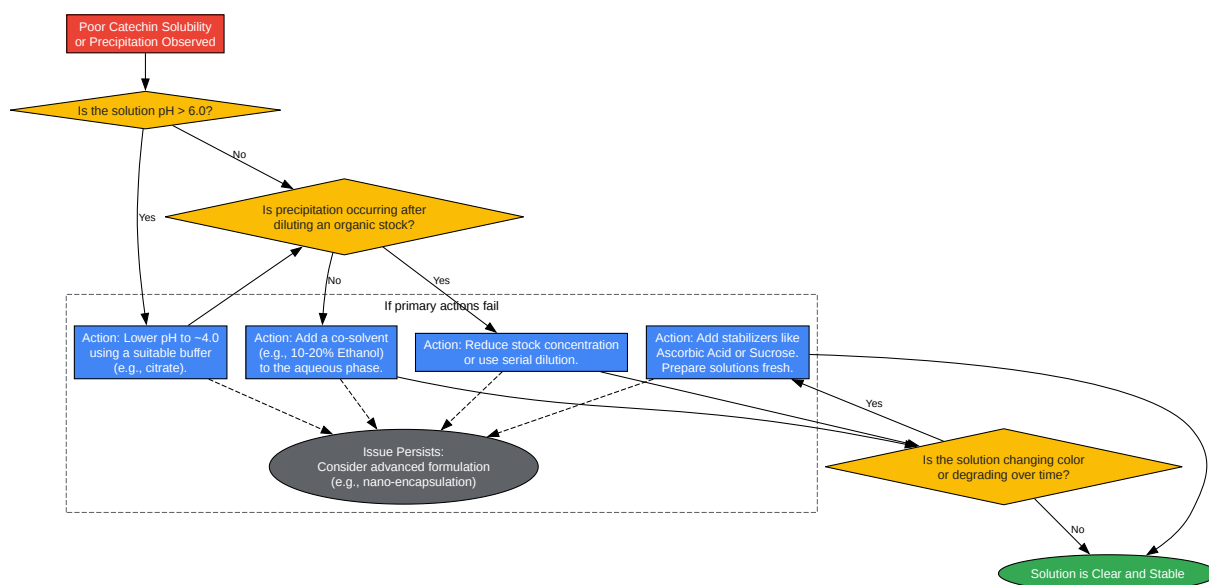 Poor Catechin Solubility
or Precipitation Observed
Is the solution pH > 6.0?
No
Is precipitation occurring after
diluting an organic stock?
Yes
No
Yes
If primary actions fail
Action: Lower pH to ~4.0
using a suitable buffer
(e.g., citrate).
Action: Add a co-solvent
(e.g., 10-20% Ethanol)
to the aqueous phase.
Action: Reduce stock concentration
or use serial dilution.
Action: Add stabilizers like
Ascorbic Acid or Sucrose.
Prepare solutions fresh.
Yes
Issue Persists:
Consider advanced formulation
(e.g., nano-encapsulation)
Is the solution changing color
or degrading over time?
No
Solution is Clear and Stable